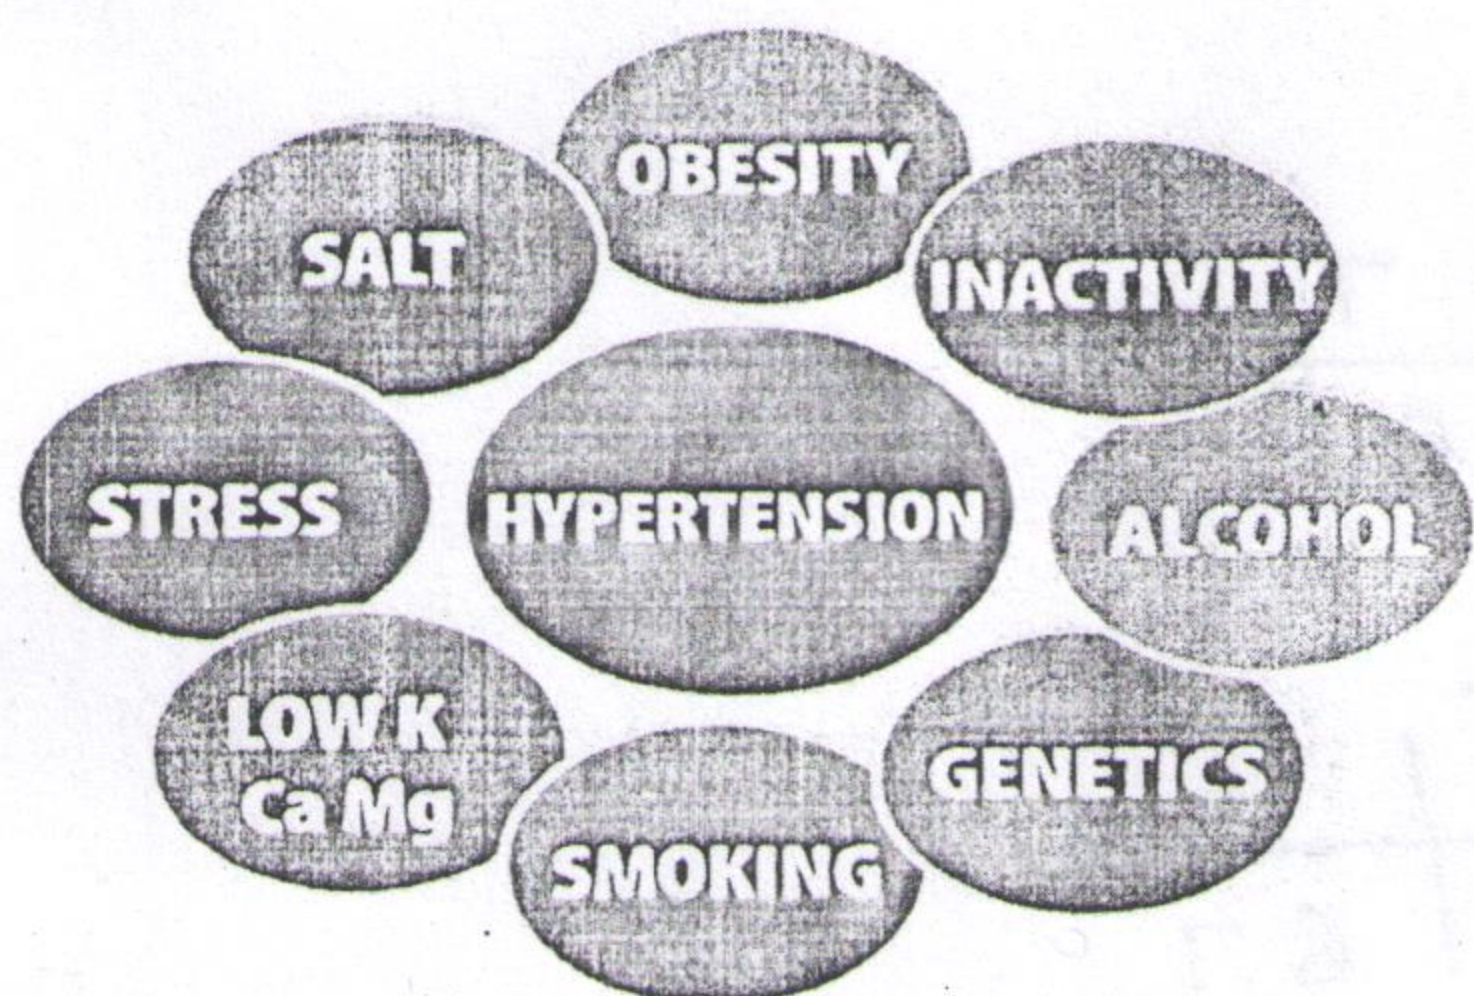 OBESITY
SALT
INACTIVITY
STRESS
HYPERTENSION
ALCOHOL
LOW K
Ca Mg
GENETICS
SMOKING